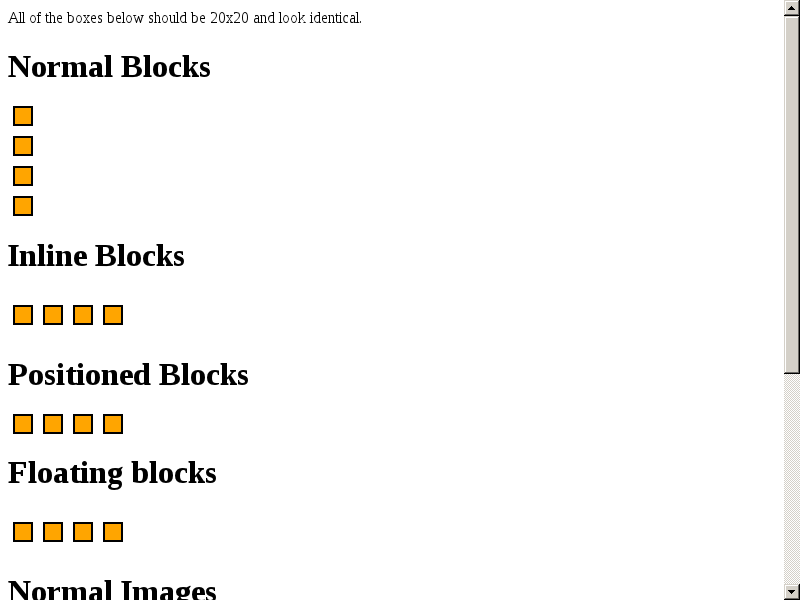 All of the boxes below should be 20x20 and look identical.
Normal Blocks
Inline Blocks
Positioned Blocks
Floating blocks
Normal Images